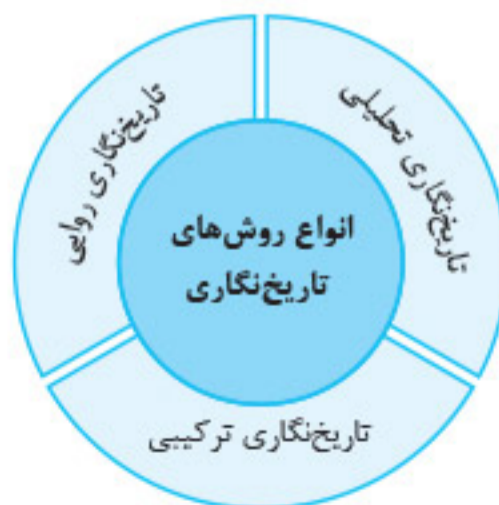 انواع روش‌های
تاریخ‌نگاری
تاریخ‌نگاری روایی
تاریخ‌نگاری تحلیلی
تاریخ‌نگاری ترکیبی